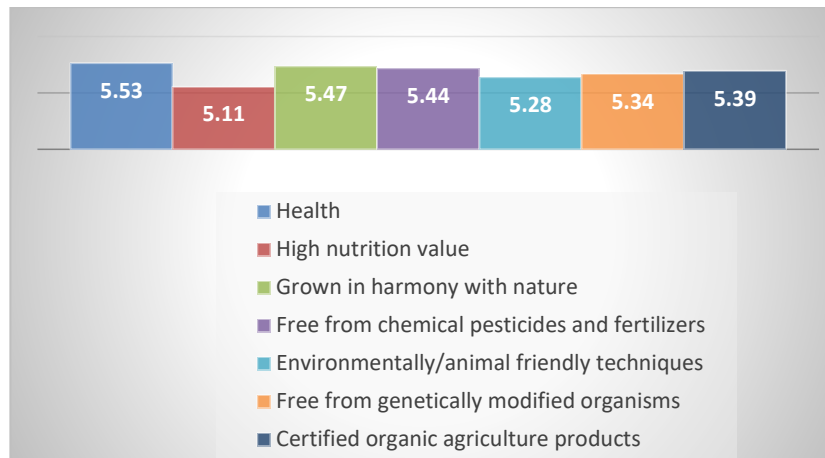 5.53
5.11
5.47
5.44
5.28
5.34
5.39
Health
High nutrition value
Grown in harmony with nature
Free from chemical pesticides and fertilizers
Environmentally/animal friendly techniques
Free from genetically modified organisms
Certified organic agriculture products